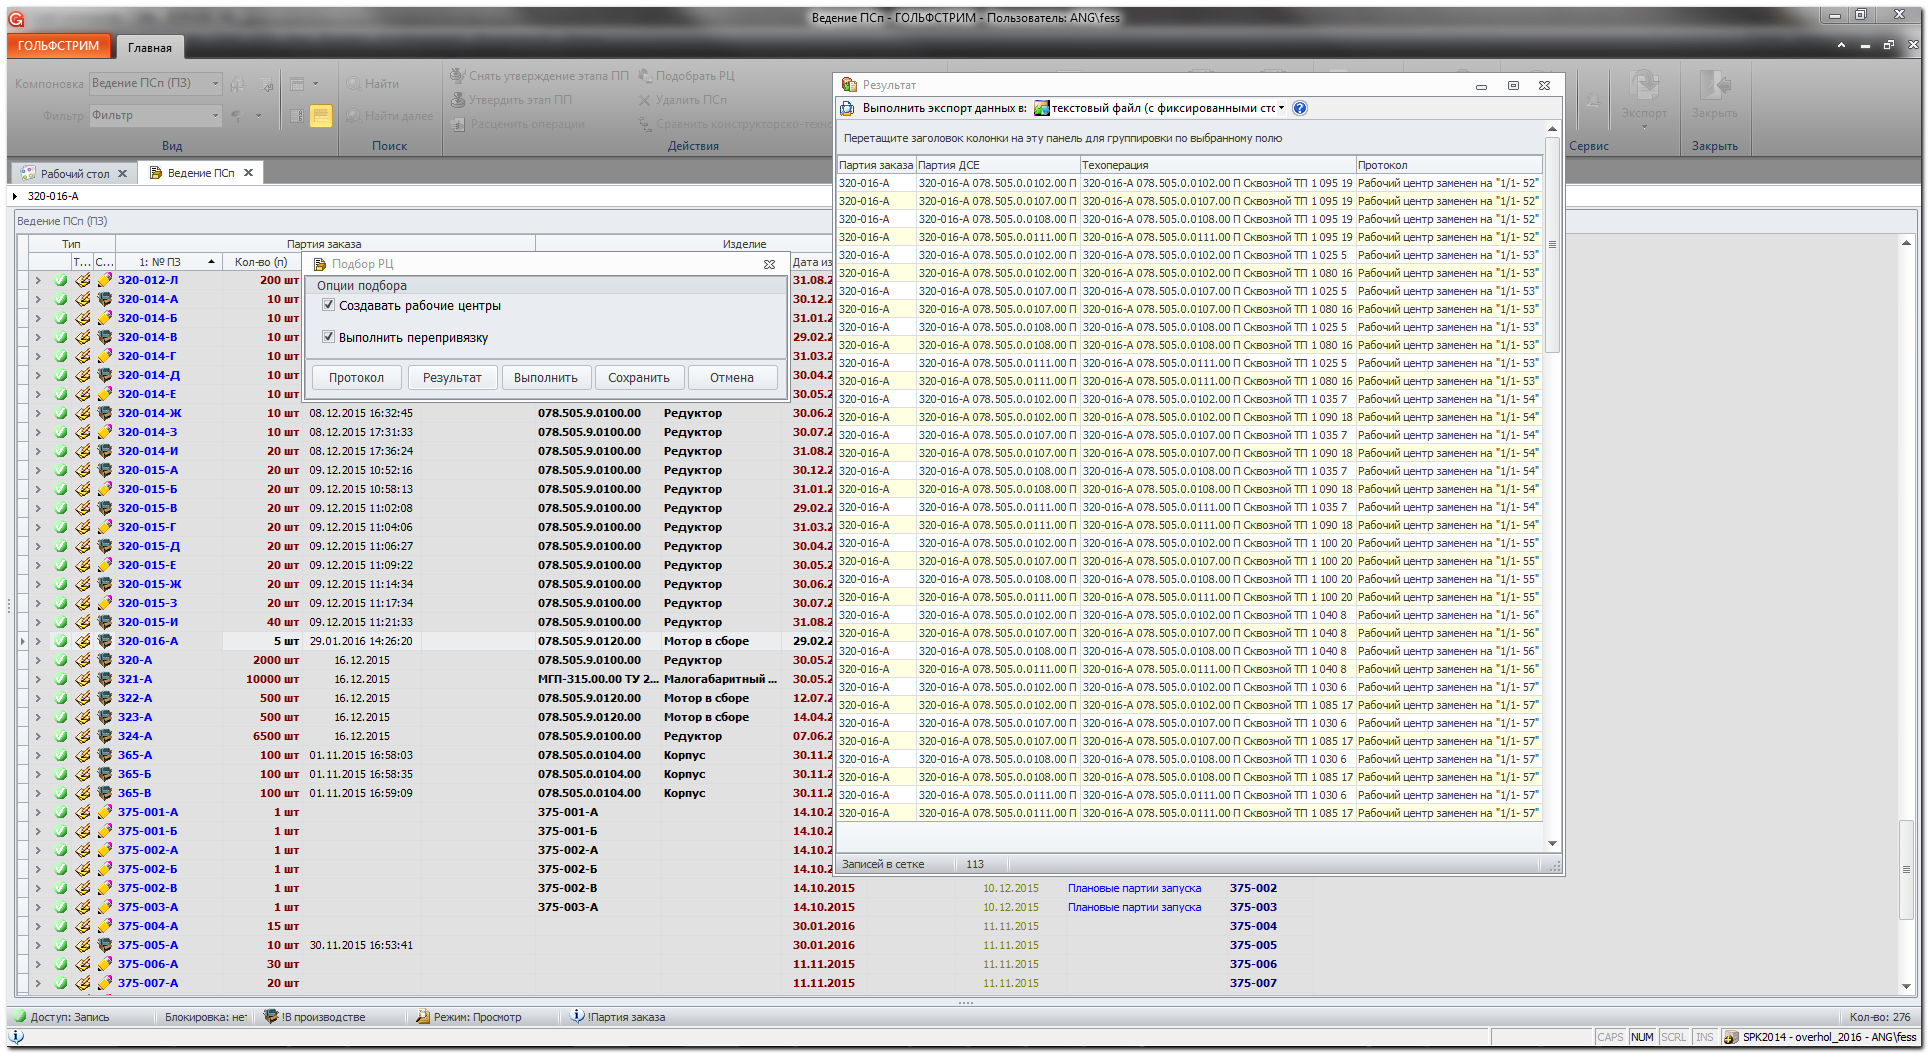 Ведение ПСп - ГОЛЬФСТРИМ - Пользователь: ANG\fess
ГОЛЬФСТРИМ
Главная
Компоновка Ведение ПСп (ПЗ)
Фильтр Фильтр
Вид
Найти
Найти далее
Поиск
Снять утверждение этапа ПП
Утвердить этап ПП
Расценить операции
Подобрать РЦ
Удалить ПСп
Сравнить конструкторско-техно
Действия
Сервис
Экспорт
Закрыть
Закрыть
Рабочий стол
Ведение ПСп
320-016-А
Ведение ПСп (ПЗ)
Тип Партия заказа Изделие
Т... С... 1: № ПЗ Кол-во (п) Дата из
320-012-Л 200 шт 31.08.2
320-014-А 10 шт 30.12.2
320-014-Б 10 шт 31.01.2
320-014-В 10 шт 29.02.2
320-014-Г 10 шт 31.03.2
320-014-Д 10 шт 30.04.2
320-014-Е 10 шт 30.05.2
320-014-Ж 10 шт 08.12.2015 16:32:45 078.505.9.0100.00 Редуктор 30.06.2
320-014-З 10 шт 08.12.2015 17:31:33 078.505.9.0100.00 Редуктор 30.07.2
320-014-И 20 шт 08.12.2015 17:36:24 078.505.9.0100.00 Редуктор 31.08.2
320-015-А 20 шт 09.12.2015 10:52:16 078.505.9.0100.00 Редуктор 30.12.2
320-015-Б 20 шт 09.12.2015 10:58:13 078.505.9.0100.00 Редуктор 31.01.2
320-015-В 20 шт 09.12.2015 11:02:08 078.505.9.0100.00 Редуктор 29.02.2
320-015-Г 20 шт 09.12.2015 11:04:06 078.505.9.0100.00 Редуктор 31.03.2
320-015-Д 20 шт 09.12.2015 11:06:27 078.505.9.0100.00 Редуктор 30.04.2
320-015-Е 20 шт 09.12.2015 11:09:22 078.505.9.0100.00 Редуктор 30.05.2
320-015-Ж 20 шт 09.12.2015 11:14:34 078.505.9.0100.00 Редуктор 30.06.2
320-015-З 20 шт 09.12.2015 11:17:34 078.505.9.0100.00 Редуктор 30.07.2
320-015-И 40 шт 09.12.2015 11:21:33 078.505.9.0100.00 Редуктор 31.08.2
320-016-А 5 шт 29.01.2016 14:26:20 078.505.9.0120.00 Мотор в сборе 29.02.2
320-А 2000 шт 16.12.2015 078.505.9.0100.00 Редуктор 30.05.2
321-А 10000 шт 16.12.2015 МГП-315.00.00 ТУ 2... Малогабаритный ... 30.05.2
322-А 500 шт 16.12.2015 078.505.9.0120.00 Мотор в сборе 12.07.2
323-А 500 шт 16.12.2015 078.505.9.0120.00 Мотор в сборе 14.04.2
324-А 6500 шт 16.12.2015 078.505.9.0100.00 Редуктор 07.06.2
365-А 100 шт 01.11.2015 16:58:03 078.505.0.0104.00 Корпус 30.11.2
365-Б 100 шт 01.11.2015 16:58:35 078.505.0.0104.00 Корпус 30.11.2
365-В 100 шт 01.11.2015 16:59:09 078.505.0.0104.00 Корпус 30.11.2
375-001-А 1 шт 375-001-А 14.10.2
375-001-Б 1 шт 375-001-Б 14.10.2
375-002-А 1 шт 375-002-А 14.10.2
375-002-Б 1 шт 375-002-Б 14.10.2
375-002-В 1 шт 375-002-В 14.10.2015 10.12.2015 Плановые партии запуска 375-002
375-003-А 1 шт 375-003-А 14.10.2015 10.12.2015 Плановые партии запуска 375-003
375-004-А 15 шт 30.01.2016 11.11.2015 375-004
375-005-А 10 шт 30.11.2015 16:53:41 30.01.2016 11.11.2015 375-005
375-006-А 30 шт 11.11.2015 11.11.2015 375-006
375-007-А 20 шт 11.11.2015 11.11.2015 375-007
Подбор РЦ
Опции подбора
Создавать рабочие центры
Выполнить перепривязку
Протокол Результат Выполнить Сохранить Отмена
Результат
Выполнить экспорт данных в: текстовый файл (с фиксированными стс
Перетащите заголовок колонки на эту панель для группировки по выбранному полю
Партия заказа Партия ДСЕ Техоперация Протокол
320-016-А 320-016-А 078.505.0.0102.00 П 320-016-А 078.505.0.0102.00 П Сквозной ТП 1 095 19 Рабочий центр заменен на "1/1- 52"
320-016-А 320-016-А 078.505.0.0107.00 П 320-016-А 078.505.0.0107.00 П Сквозной ТП 1 095 19 Рабочий центр заменен на "1/1- 52"
320-016-А 320-016-А 078.505.0.0108.00 П 320-016-А 078.505.0.0108.00 П Сквозной ТП 1 095 19 Рабочий центр заменен на "1/1- 52"
320-016-А 320-016-А 078.505.0.0111.00 П 320-016-А 078.505.0.0111.00 П Сквозной ТП 1 095 19 Рабочий центр заменен на "1/1- 52"
320-016-А 320-016-А 078.505.0.0102.00 П 320-016-А 078.505.0.0102.00 П Сквозной ТП 1 025 5 Рабочий центр заменен на "1/1- 53"
320-016-А 320-016-А 078.505.0.0102.00 П 320-016-А 078.505.0.0102.00 П Сквозной ТП 1 080 16 Рабочий центр заменен на "1/1- 53"
320-016-А 320-016-А 078.505.0.0107.00 П 320-016-А 078.505.0.0107.00 П Сквозной ТП 1 025 5 Рабочий центр заменен на "1/1- 53"
320-016-А 320-016-А 078.505.0.0107.00 П 320-016-А 078.505.0.0107.00 П Сквозной ТП 1 080 16 Рабочий центр заменен на "1/1- 53"
320-016-А 320-016-А 078.505.0.0108.00 П 320-016-А 078.505.0.0108.00 П Сквозной ТП 1 025 5 Рабочий центр заменен на "1/1- 53"
320-016-А 320-016-А 078.505.0.0108.00 П 320-016-А 078.505.0.0108.00 П Сквозной ТП 1 080 16 Рабочий центр заменен на "1/1- 53"
320-016-А 320-016-А 078.505.0.0111.00 П 320-016-А 078.505.0.0111.00 П Сквозной ТП 1 025 5 Рабочий центр заменен на "1/1- 53"
320-016-А 320-016-А 078.505.0.0111.00 П 320-016-А 078.505.0.0111.00 П Сквозной ТП 1 080 16 Рабочий центр заменен на "1/1- 53"
320-016-А 320-016-А 078.505.0.0102.00 П 320-016-А 078.505.0.0102.00 П Сквозной ТП 1 035 7 Рабочий центр заменен на "1/1- 54"
320-016-А 320-016-А 078.505.0.0102.00 П 320-016-А 078.505.0.0102.00 П Сквозной ТП 1 090 18 Рабочий центр заменен на "1/1- 54"
320-016-А 320-016-А 078.505.0.0107.00 П 320-016-А 078.505.0.0107.00 П Сквозной ТП 1 035 7 Рабочий центр заменен на "1/1- 54"
320-016-А 320-016-А 078.505.0.0107.00 П 320-016-А 078.505.0.0107.00 П Сквозной ТП 1 090 18 Рабочий центр заменен на "1/1- 54"
320-016-А 320-016-А 078.505.0.0108.00 П 320-016-А 078.505.0.0108.00 П Сквозной ТП 1 035 7 Рабочий центр заменен на "1/1- 54"
320-016-А 320-016-А 078.505.0.0108.00 П 320-016-А 078.505.0.0108.00 П Сквозной ТП 1 090 18 Рабочий центр заменен на "1/1- 54"
320-016-А 320-016-А 078.505.0.0111.00 П 320-016-А 078.505.0.0111.00 П Сквозной ТП 1 035 7 Рабочий центр заменен на "1/1- 54"
320-016-А 320-016-А 078.505.0.0111.00 П 320-016-А 078.505.0.0111.00 П Сквозной ТП 1 090 18 Рабочий центр заменен на "1/1- 54"
320-016-А 320-016-А 078.505.0.0102.00 П 320-016-А 078.505.0.0102.00 П Сквозной ТП 1 100 20 Рабочий центр заменен на "1/1- 55"
320-016-А 320-016-А 078.505.0.0107.00 П 320-016-А 078.505.0.0107.00 П Сквозной ТП 1 100 20 Рабочий центр заменен на "1/1- 55"
320-016-А 320-016-А 078.505.0.0108.00 П 320-016-А 078.505.0.0108.00 П Сквозной ТП 1 100 20 Рабочий центр заменен на "1/1- 55"
320-016-А 320-016-А 078.505.0.0111.00 П 320-016-А 078.505.0.0111.00 П Сквозной ТП 1 100 20 Рабочий центр заменен на "1/1- 55"
320-016-А 320-016-А 078.505.0.0102.00 П 320-016-А 078.505.0.0102.00 П Сквозной ТП 1 040 8 Рабочий центр заменен на "1/1- 56"
320-016-А 320-016-А 078.505.0.0107.00 П 320-016-А 078.505.0.0107.00 П Сквозной ТП 1 040 8 Рабочий центр заменен на "1/1- 56"
320-016-А 320-016-А 078.505.0.0108.00 П 320-016-А 078.505.0.0108.00 П Сквозной ТП 1 040 8 Рабочий центр заменен на "1/1- 56"
320-016-А 320-016-А 078.505.0.0111.00 П 320-016-А 078.505.0.0111.00 П Сквозной ТП 1 040 8 Рабочий центр заменен на "1/1- 56"
320-016-А 320-016-А 078.505.0.0102.00 П 320-016-А 078.505.0.0102.00 П Сквозной ТП 1 030 6 Рабочий центр заменен на "1/1- 57"
320-016-А 320-016-А 078.505.0.0102.00 П 320-016-А 078.505.0.0102.00 П Сквозной ТП 1 085 17 Рабочий центр заменен на "1/1- 57"
320-016-А 320-016-А 078.505.0.0107.00 П 320-016-А 078.505.0.0107.00 П Сквозной ТП 1 030 6 Рабочий центр заменен на "1/1- 57"
320-016-А 320-016-А 078.505.0.0107.00 П 320-016-А 078.505.0.0107.00 П Сквозной ТП 1 085 17 Рабочий центр заменен на "1/1- 57"
320-016-А 320-016-А 078.505.0.0108.00 П 320-016-А 078.505.0.0108.00 П Сквозной ТП 1 030 6 Рабочий центр заменен на "1/1- 57"
320-016-А 320-016-А 078.505.0.0108.00 П 320-016-А 078.505.0.0108.00 П Сквозной ТП 1 085 17 Рабочий центр заменен на "1/1- 57"
320-016-А 320-016-А 078.505.0.0111.00 П 320-016-А 078.505.0.0111.00 П Сквозной ТП 1 030 6 Рабочий центр заменен на "1/1- 57"
320-016-А 320-016-А 078.505.0.0111.00 П 320-016-А 078.505.0.0111.00 П Сквозной ТП 1 085 17 Рабочий центр заменен на "1/1- 57"
Записей в сетке 113
Доступ: Запись Блокировка: нет !В производстве Режим: Просмотр !Партия заказа Кол-во: 276
CAPS NUM SCRL INS SPK2014 - overhol_2016 - ANG\fess